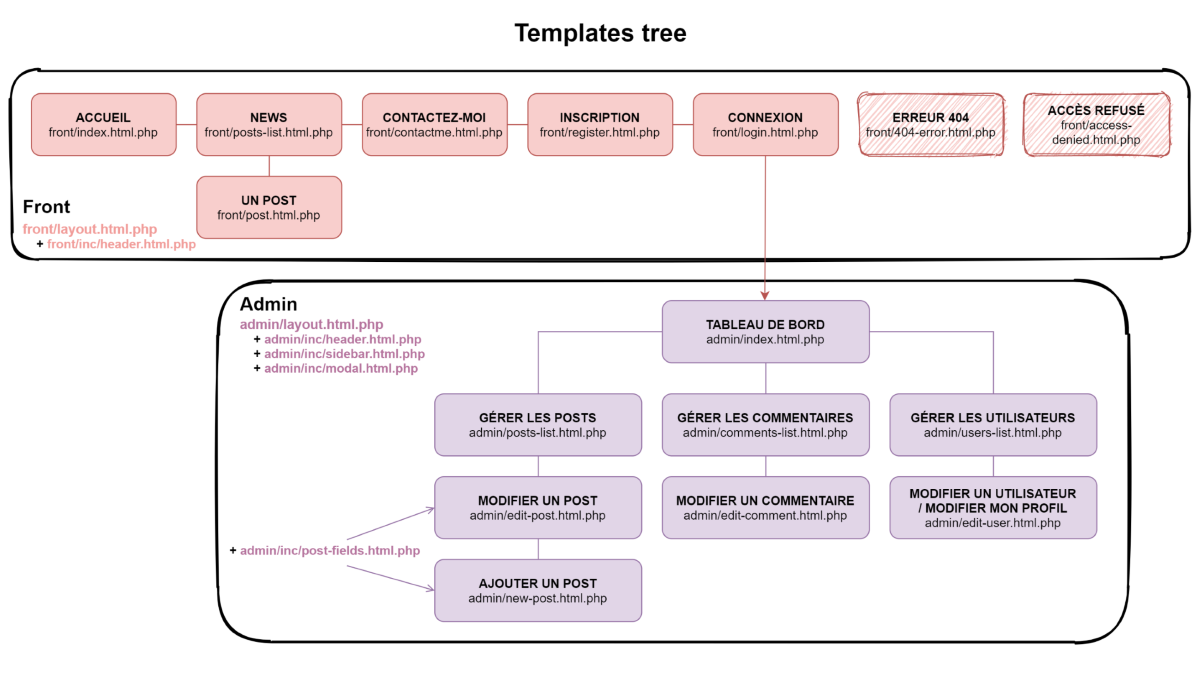 Templates tree
ACCUEIL
front/index.html.php
NEWS
front/posts-list.html.php
CONTACTEZ-MOI
front/contactme.html.php
INSCRIPTION
front/register.html.php
CONNEXION
front/login.html.php
ERREUR 404
front/404-error.html.php
ACCÈS REFUSÉ
front/access-
denied.html.php
UN POST
front/post.html.php
Front
front/layout.html.php
+ front/inc/header.html.php
Admin
admin/layout.html.php
+ admin/inc/header.html.php
+ admin/inc/sidebar.html.php
+ admin/inc/modal.html.php
TABLEAU DE BORD
admin/index.html.php
GÉRER LES POSTS
admin/posts-list.html.php
GÉRER LES COMMENTAIRES
admin/comments-list.html.php
GÉRER LES UTILISATEURS
admin/users-list.html.php
MODIFIER UN POST
admin/edit-post.html.php
MODIFIER UN COMMENTAIRE
admin/edit-comment.html.php
MODIFIER UN UTILISATEUR
/ MODIFIER MON PROFIL
admin/edit-user.html.php
+ admin/inc/post-fields.html.php
AJOUTER UN POST
admin/new-post.html.php